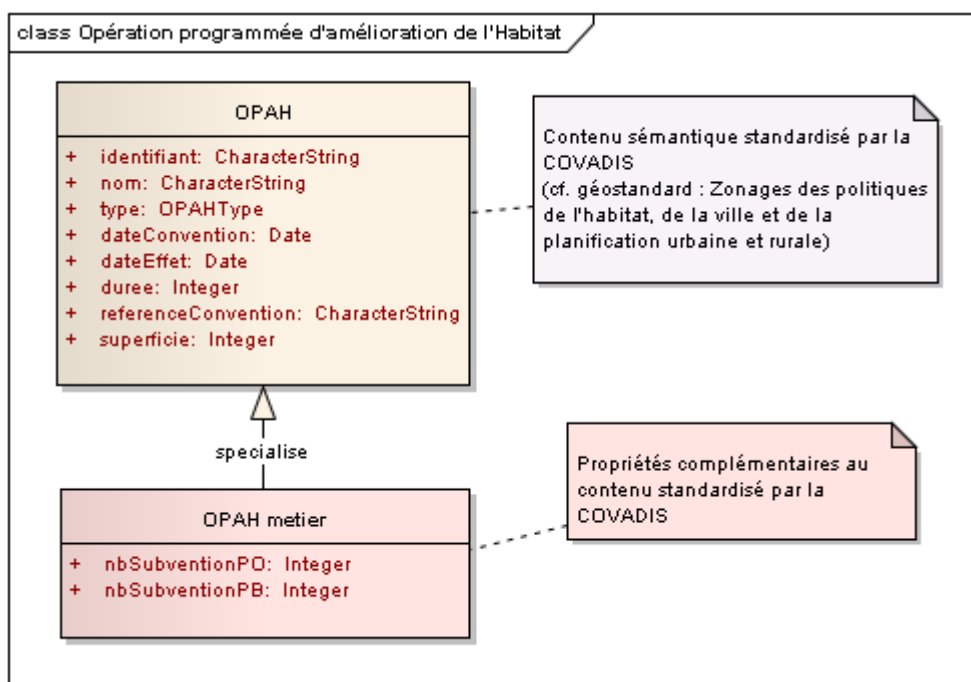 class Opération programmée d'amélioration de l'Habitat
OPAH
+ identifiant: CharacterString
+ nom: CharacterString
+ type: OPAHType
+ dateConvention: Date
+ dateEffet: Date
+ duree: Integer
+ referenceConvention: CharacterString
+ superficie: Integer
Contenu sémantique standardisé par la
COVADIS
(cf. géostandard : Zonages des politiques
de l'habitat, de la ville et de la
planification urbaine et rurale)
specialise
OPAH metier
+ nbSubventionPO: Integer
+ nbSubventionPB: Integer
Propriétés complémentaires au
contenu standardisé par la
COVADIS